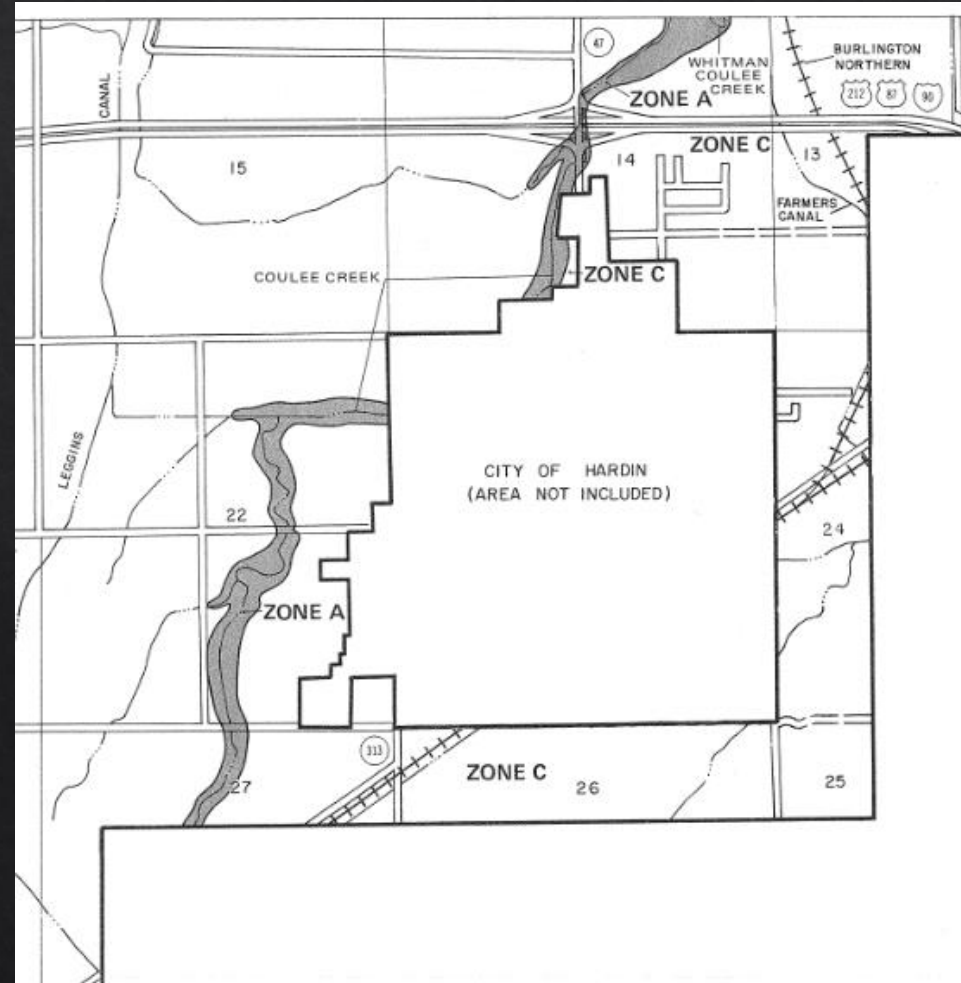 47
WHITMAN
COULEE
CREEK
BURLINGTON
NORTHERN
212 87 90
CANAL
ZONE A
ZONE C
15
14
13
FARMERS
CANAL
COULEE CREEK
ZONE C
LEGGINS
CITY OF HARDIN
(AREA NOT INCLUDED)
22
24
ZONE A
313
ZONE C
27
26
25